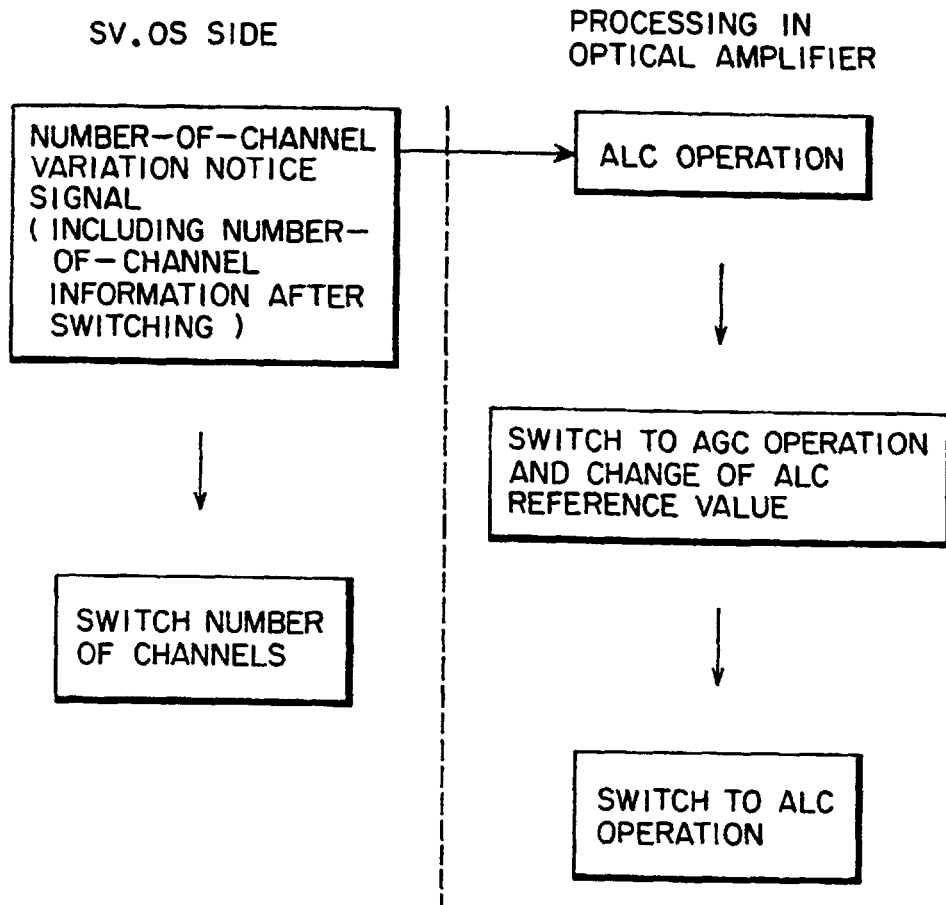 SV.OS SIDE
PROCESSING IN
OPTICAL AMPLIFIER
NUMBER-OF-CHANNEL
VARIATION NOTICE
SIGNAL
( INCLUDING NUMBER-
OF-CHANNEL
INFORMATION AFTER
SWITCHING )
SWITCH NUMBER
OF CHANNELS
ALC OPERATION
SWITCH TO AGC OPERATION
AND CHANGE OF ALC
REFERENCE VALUE
SWITCH TO ALC
OPERATION